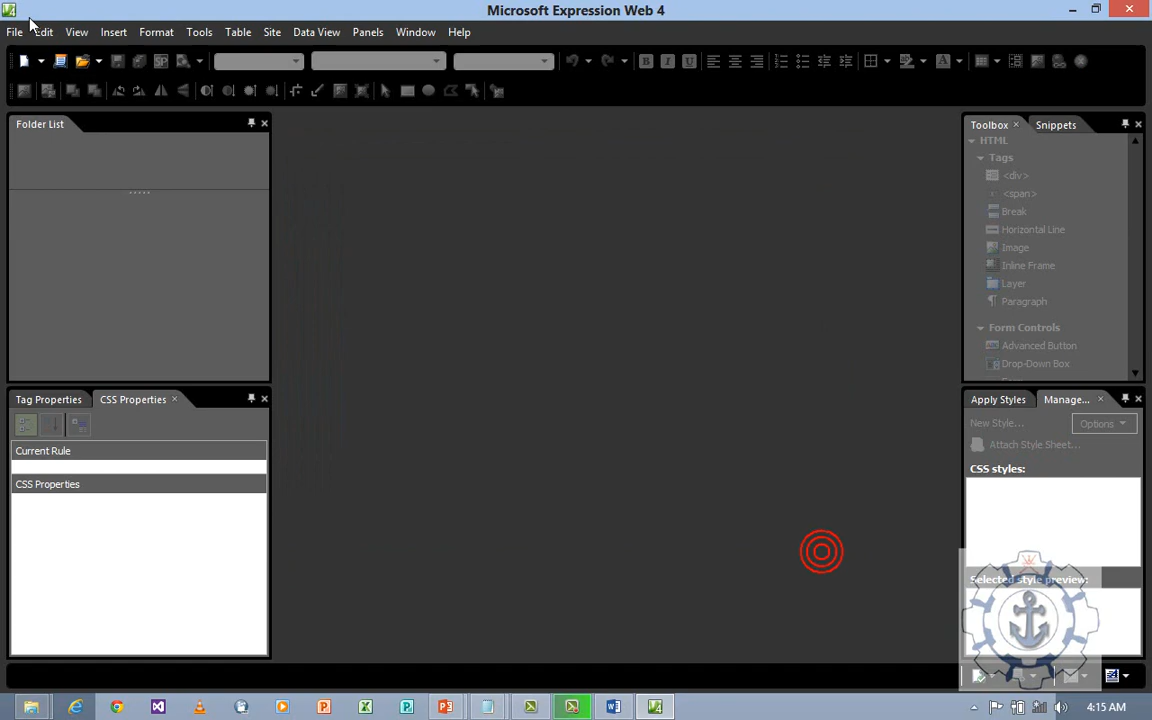 Microsoft Expression Web 4
File Edit View Insert Format Tools Table Site Data View Panels Window Help
Folder List
Toolbox Snippets
HTML
Tags
<div>
<span>
Break
Horizontal Line
Image
Inline Frame
Layer
Paragraph
Form Controls
Advanced Button
Drop-Down Box
Tag Properties CSS Properties
Current Rule
CSS Properties
Apply Styles Manage...
New Style... Options
Attach Style Sheet...
CSS styles:
Selected style preview:
4:15 AM